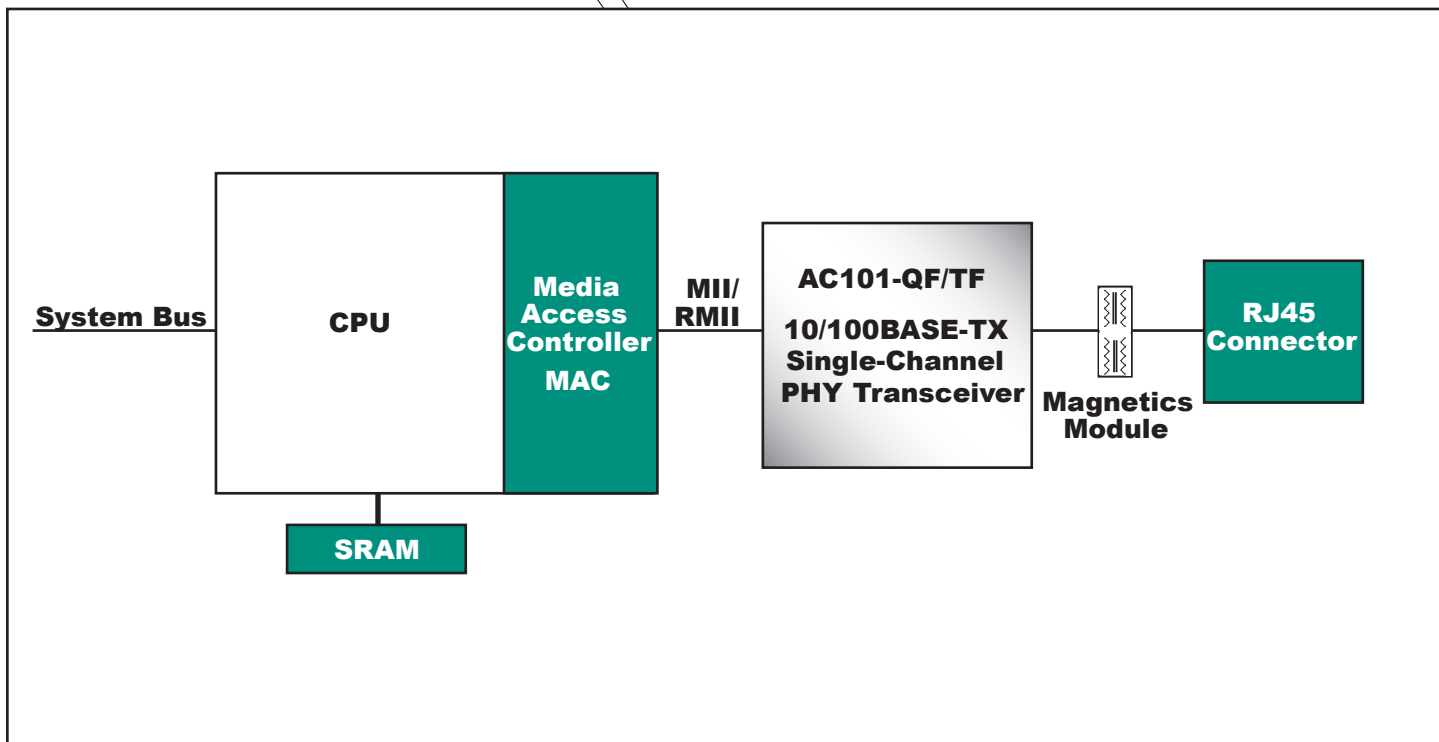 System Bus
CPU
Media
Access
Controller
MAC
SRAM
MII/
RMII
AC101-QF/TF
10/100BASE-TX
Single-Channel
PHY Transceiver
Magnetics
Module
RJ45
Connector